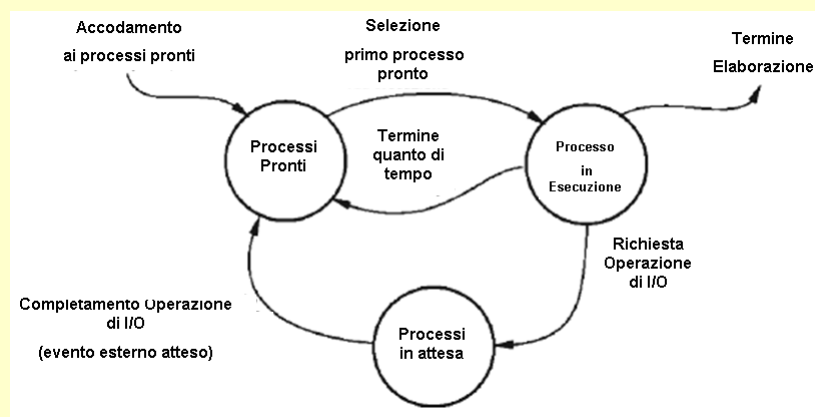 Accodamento
ai processi pronti
Selezione
primo processo
pronto
Termine
Elaborazione
Processi
Pronti
Termine
quanto di
tempo
Processo
in
Esecuzione
Richiesta
Operazione
di I/O
Completamento Operazione
di I/O
(evento esterno atteso)
Processi
in attesa